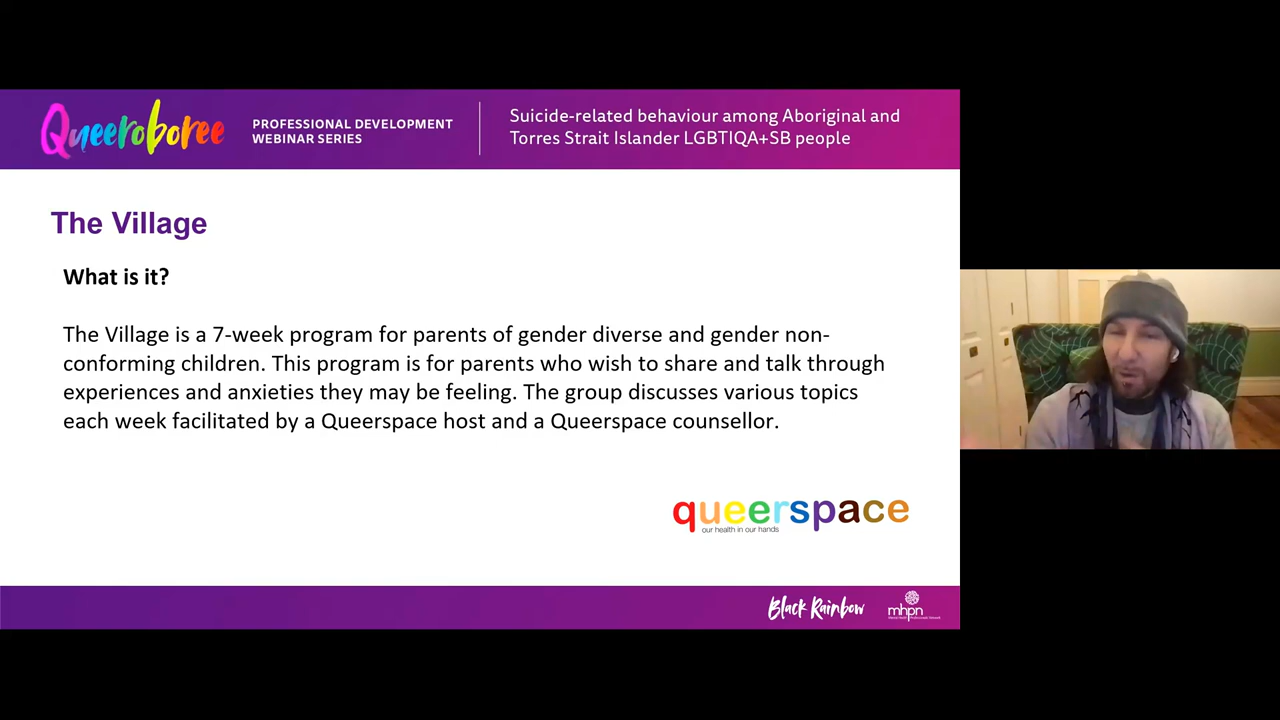 Queeroboree
PROFESSIONAL DEVELOPMENT
WEBINAR SERIES
Suicide-related behaviour among Aboriginal and
Torres Strait Islander LGBTIQA+SB people
The Village
What is it?
The Village is a 7-week program for parents of gender diverse and gender non-
conforming children. This program is for parents who wish to share and talk through
experiences and anxieties they may be feeling. The group discusses various topics
each week facilitated by a Queerspace host and a Queerspace counsellor.
queerspace
our health in our hands
Black Rainbow
mhpn